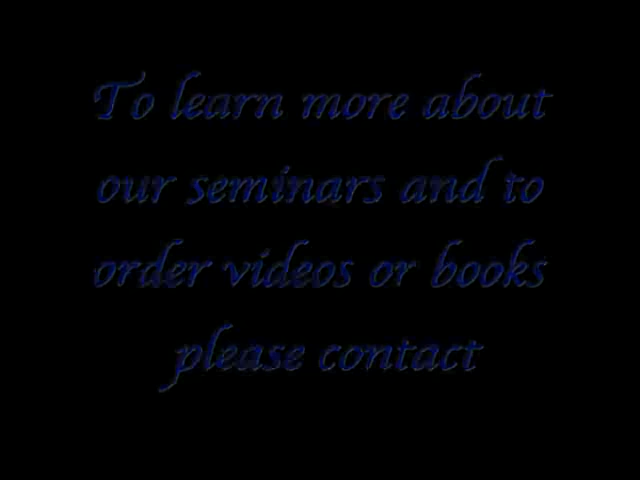 To learn more about
our seminars and to
order videos or books
please contact